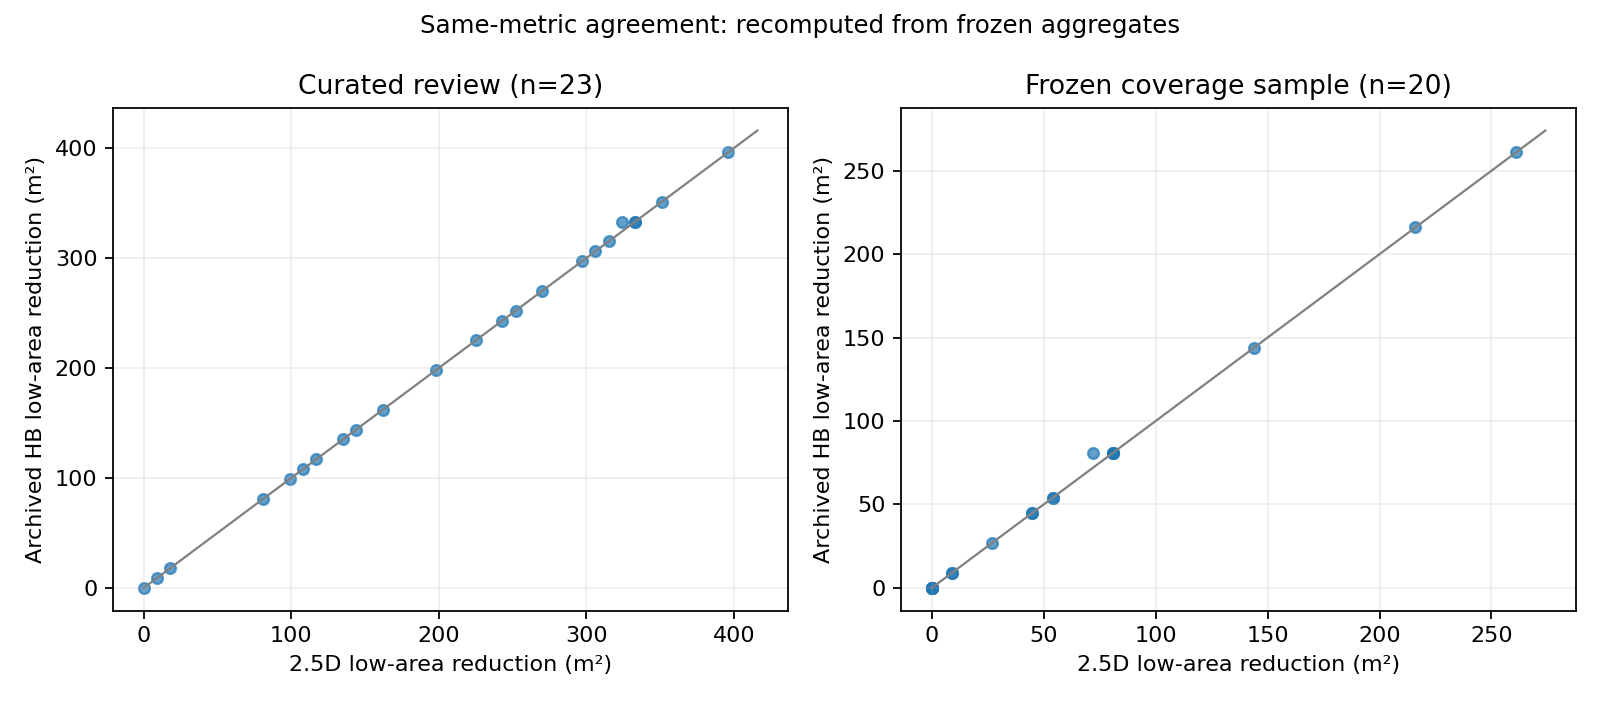 Same-metric agreement: recomputed from frozen aggregates
Curated review (n=23)
Archived HB low-area reduction (m²)
400
300
200
100
0
0 100 200 300 400
2.5D low-area reduction (m²)
Frozen coverage sample (n=20)
Archived HB low-area reduction (m²)
250
200
150
100
50
0
0 50 100 150 200 250
2.5D low-area reduction (m²)